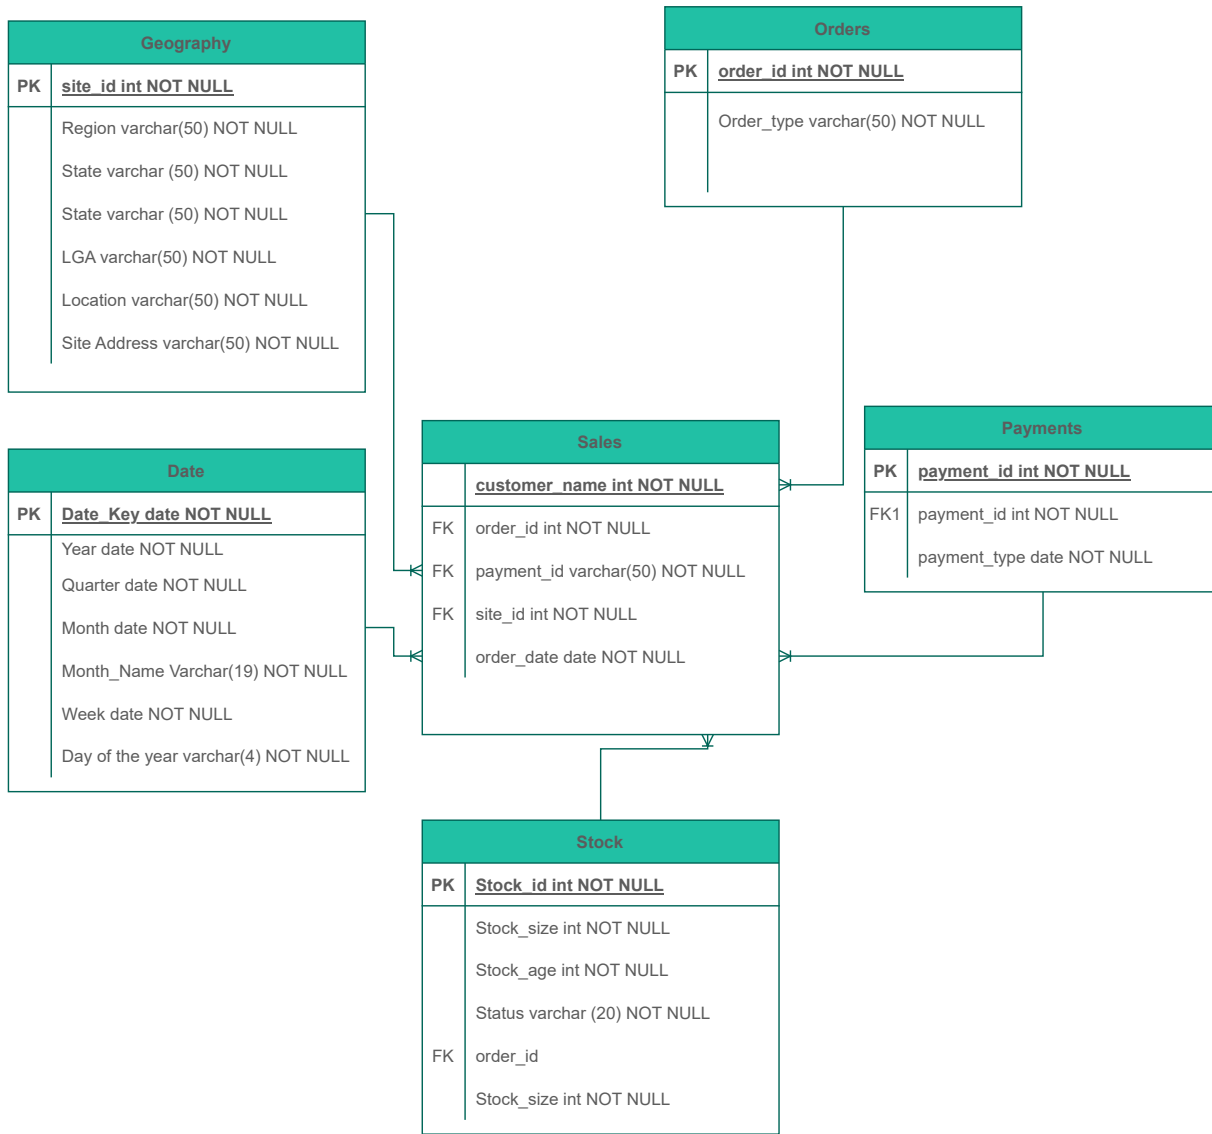 Geography
PK site_id int NOT NULL
Region varchar(50) NOT NULL
State varchar (50) NOT NULL
State varchar (50) NOT NULL
LGA varchar(50) NOT NULL
Location varchar(50) NOT NULL
Site Address varchar(50) NOT NULL
Orders
PK order_id int NOT NULL
Order_type varchar(50) NOT NULL
Date
PK Date_Key date NOT NULL
Year date NOT NULL
Quarter date NOT NULL
Month date NOT NULL
Month_Name Varchar(19) NOT NULL
Week date NOT NULL
Day of the year varchar(4) NOT NULL
Sales
customer_name int NOT NULL
FK order_id int NOT NULL
FK payment_id varchar(50) NOT NULL
FK site_id int NOT NULL
order_date date NOT NULL
Payments
PK payment_id int NOT NULL
FK1 payment_id int NOT NULL
payment_type date NOT NULL
Stock
PK Stock_id int NOT NULL
Stock_size int NOT NULL
Stock_age int NOT NULL
Status varchar (20) NOT NULL
FK order_id
Stock_size int NOT NULL